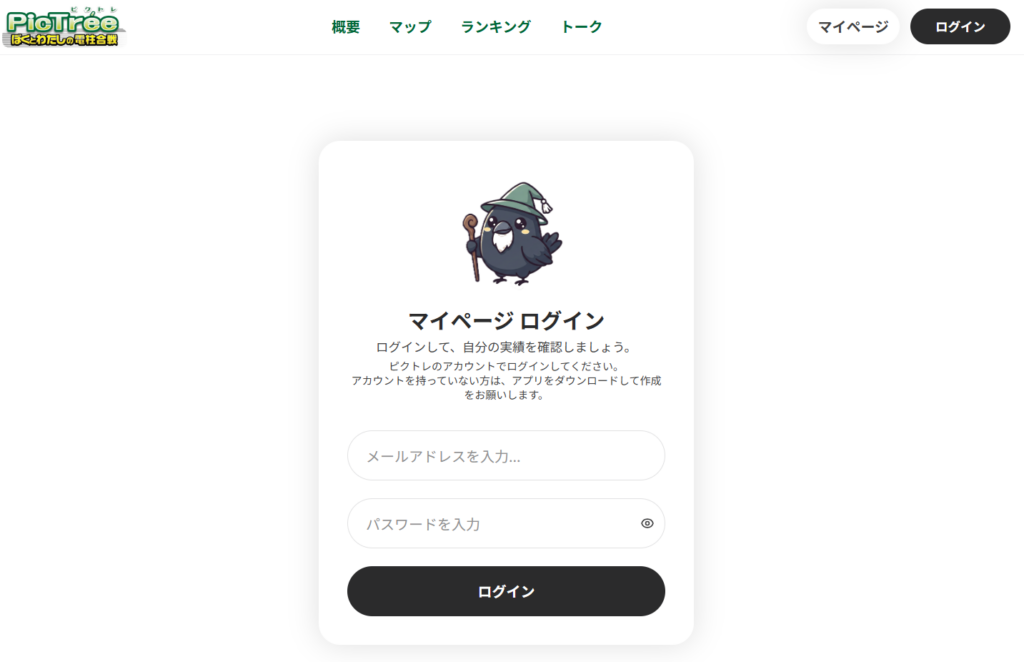 ピクトレ
PicTrée
ぼくとわたしの電柱合戦
概要 マップ ランキング トーク マイページ ログイン
マイページ ログイン
ログインして、自分の実績を確認しましょう。
ピクトレのアカウントでログインしてください。
アカウントを持っていない方は、アプリをダウンロードして作成
をお願いします。
メールアドレスを入力...
パスワードを入力
ログイン